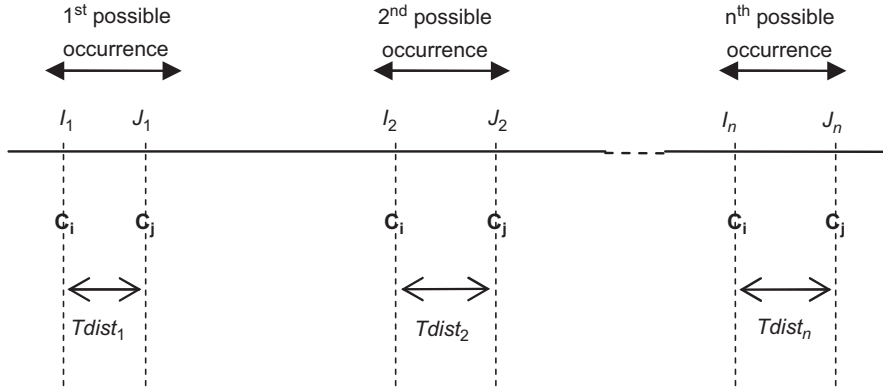 1st possible occurrence
2nd possible occurrence
nth possible occurrence
I1 J1 I2 J2 In Jn
Ci Cj Ci Cj Ci Cj
Tdist1 Tdist2 Tdistn